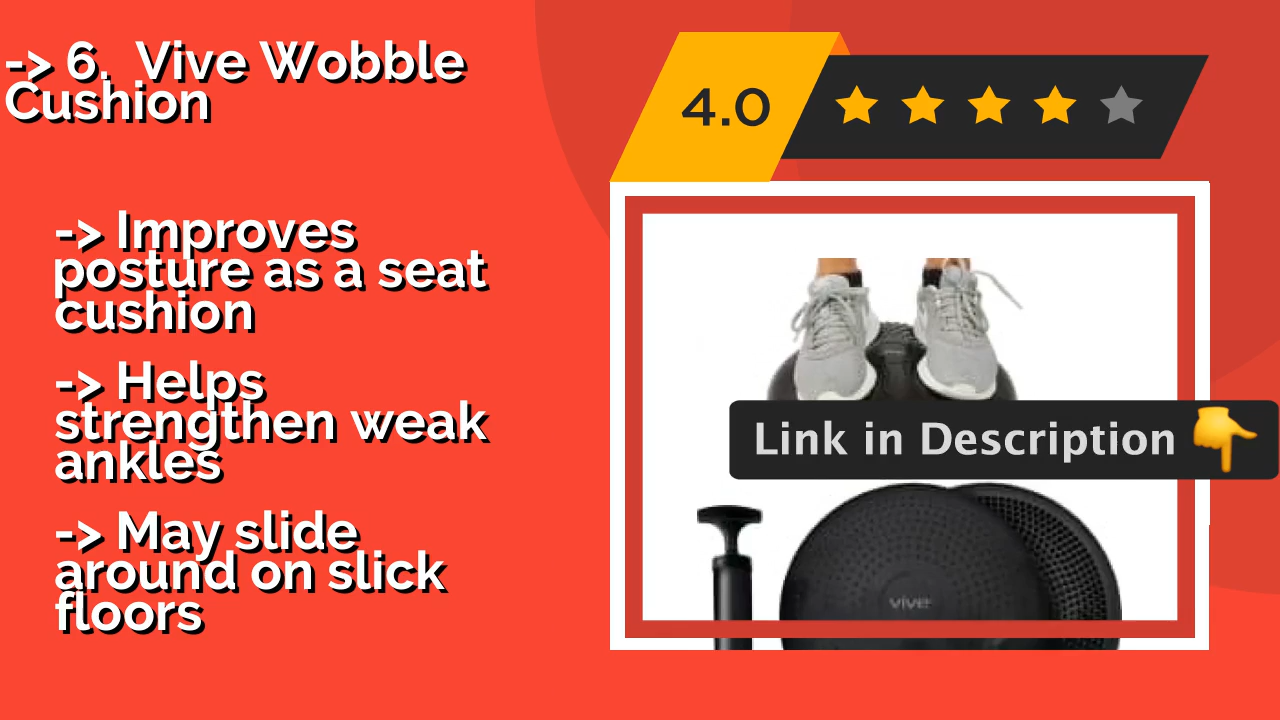 -> 6.  Vive Wobble
Cushion
4.0
-> Improves
posture as a seat
cushion
-> Helps
strengthen weak
ankles
-> May slide
around on slick
floors
Link in Description 👇
vive